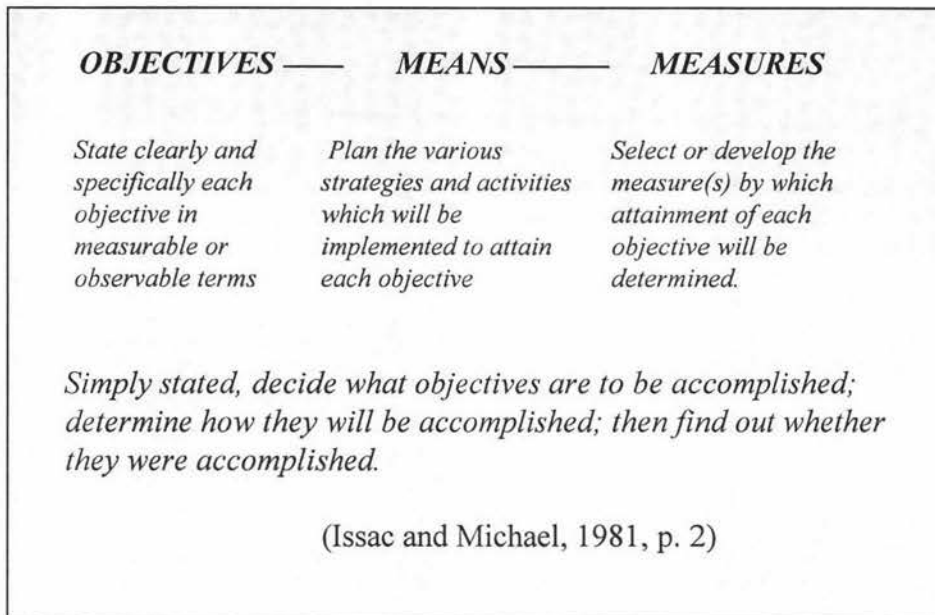 OBJECTIVES — MEANS — MEASURES
State clearly and
specifically each
objective in
measurable or
observable terms
Plan the various
strategies and activities
which will be
implemented to attain
each objective
Select or develop the
measure(s) by which
attainment of each
objective will be
determined.
Simply stated, decide what objectives are to be accomplished;
determine how they will be accomplished; then find out whether
they were accomplished.
(Issac and Michael, 1981, p. 2)